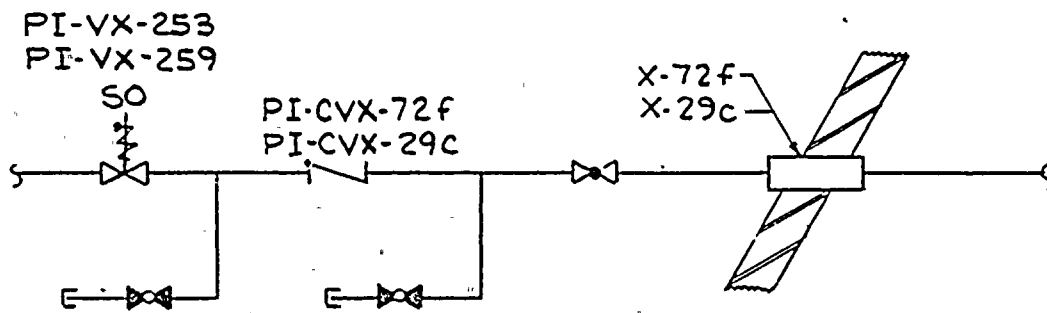 PI-VX-253
PI-VX-259
SO
PI-CVX-72f
PI-CVX-29c
X-72f
X-29c